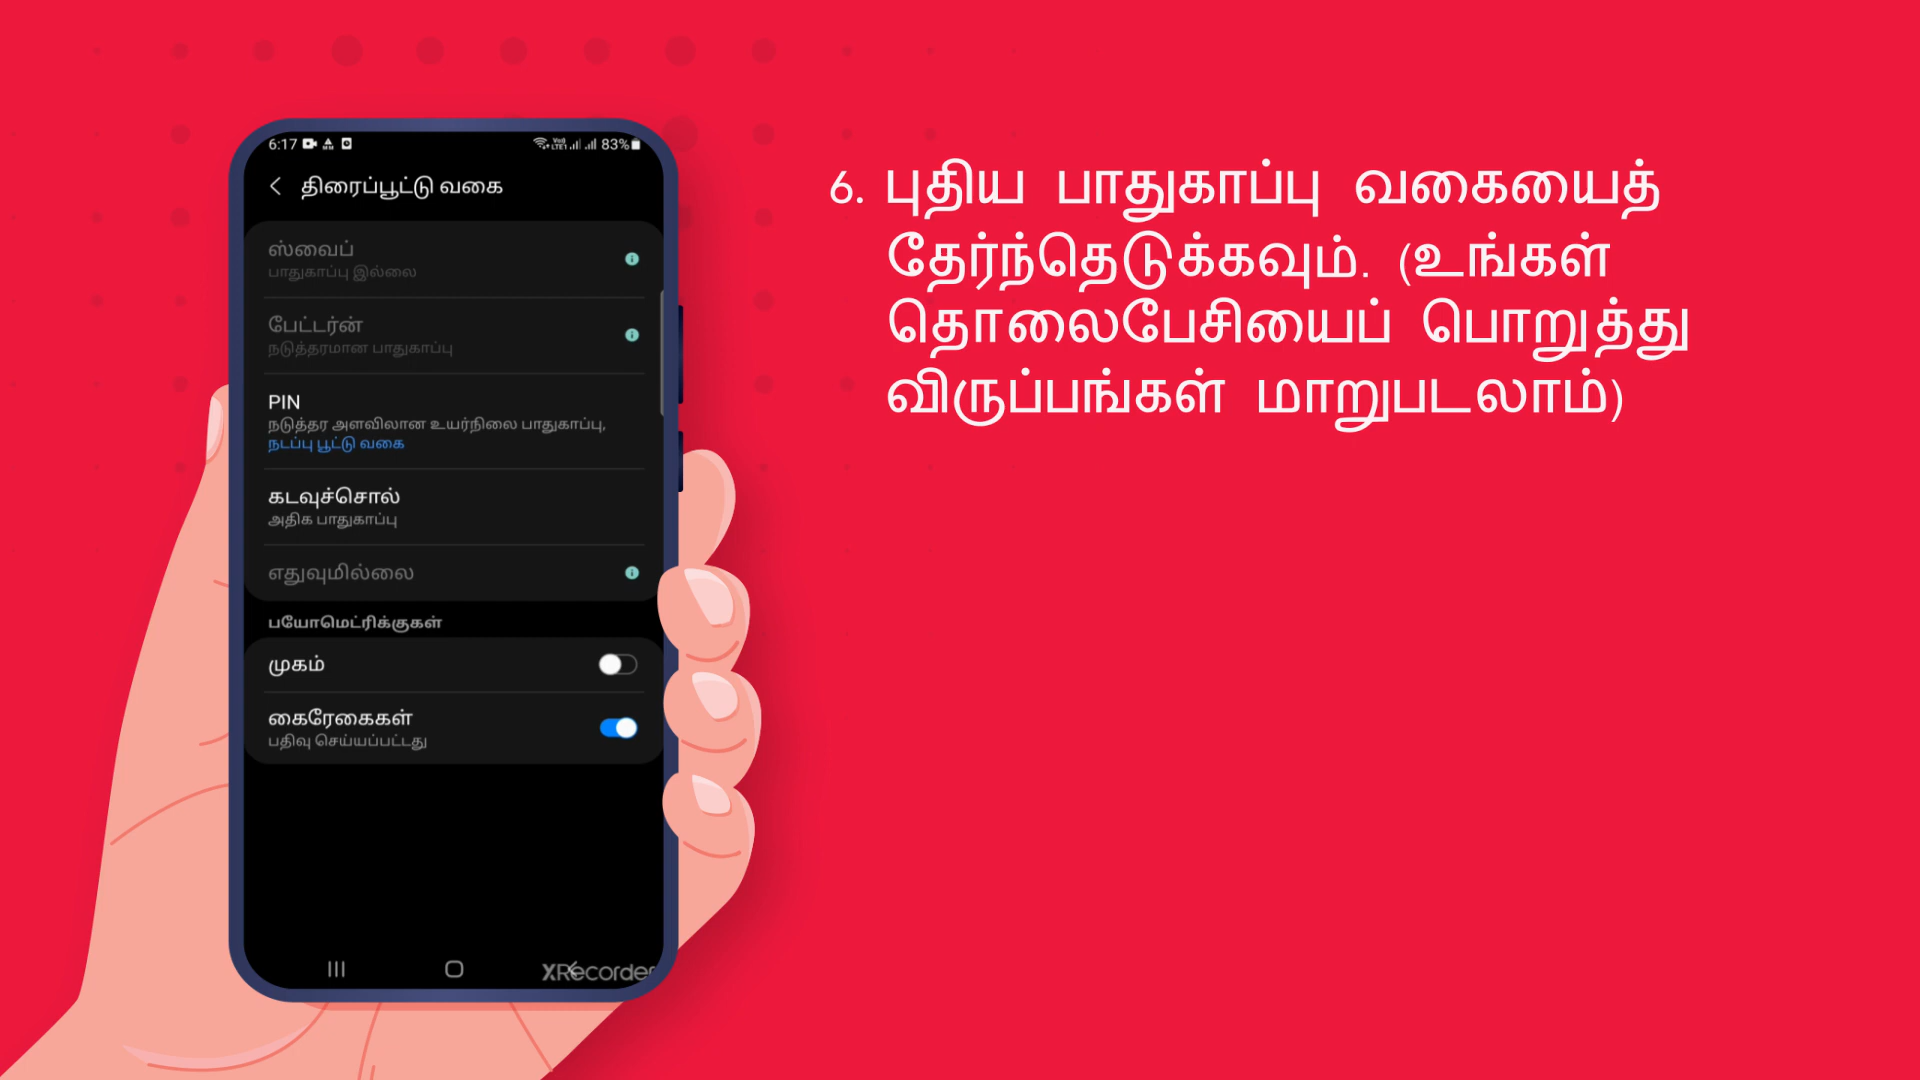 6:17
83%
திரைப்பூட்டு வகை
ஸ்வைப்
பாதுகாப்பு இல்லை
பேட்டர்ன்
நடுத்தரமான பாதுகாப்பு
PIN
நடுத்தர அளவிலான உயர்நிலை பாதுகாப்பு,
நடப்பு பூட்டு வகை
கடவுச்சொல்
அதிக பாதுகாப்பு
எதுவுமில்லை
பயோமெட்ரிக்குகள்
முகம்
கைரேகைகள்
பதிவு செய்யப்பட்டது
XRecorder
6. புதிய பாதுகாப்பு வகையைத்
தேர்ந்தெடுக்கவும். (உங்கள்
தொலைபேசியைப் பொறுத்து
விருப்பங்கள் மாறுபடலாம்)